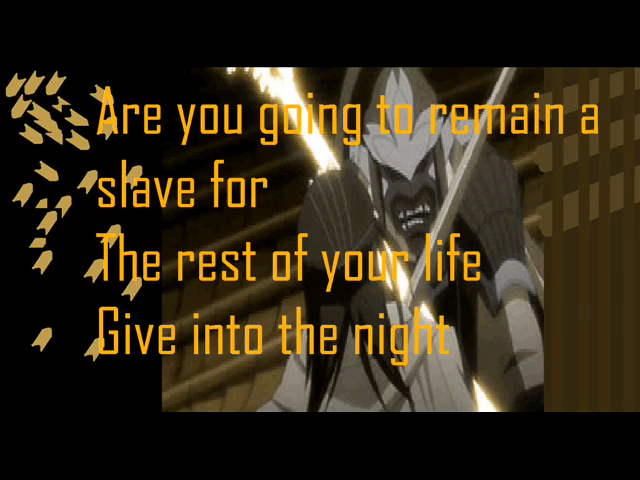 Are you going to remain a
slave for
The rest of your life
Give into the night